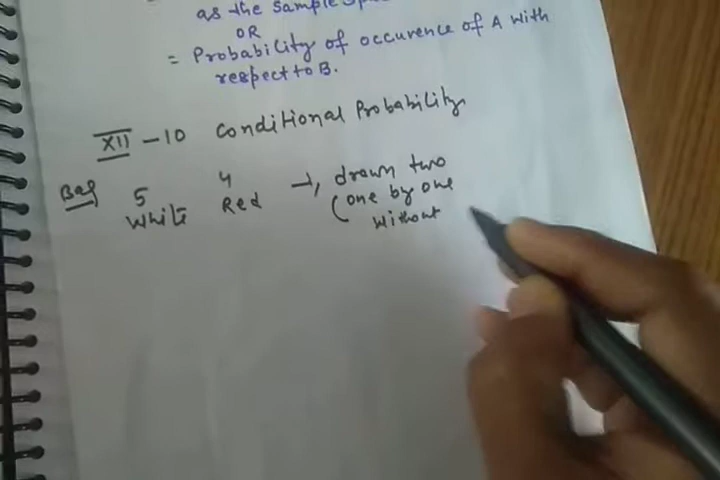 as the Sample
OR
= Probability of occurence of A with
respect to B.
XII - 10 Conditional Probability
Bag 5 White 4 Red → drawn two
(one by one
without